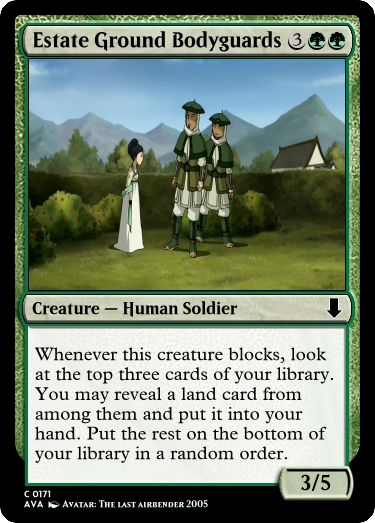 Estate Ground Bodyguards 3
Creature — Human Soldier
Whenever this creature blocks, look
at the top three cards of your library.
You may reveal a land card from
among them and put it into your
hand. Put the rest on the bottom of
your library in a random order.
3/5
C 0171
AVA Avatar: The last airbender 2005